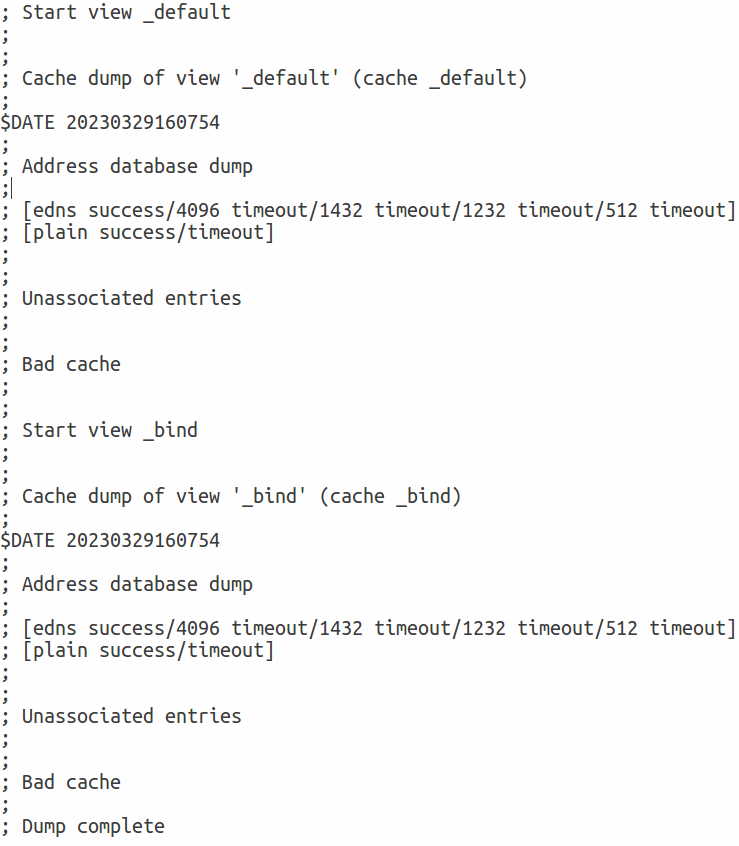 ; Start view _default
;
;
; Cache dump of view '_default' (cache _default)
;
$DATE 20230329160754
;
; Address database dump
;
; [edns success/4096 timeout/1432 timeout/1232 timeout/512 timeout]
; [plain success/timeout]
;
;
; Unassociated entries
;
;
; Bad cache
;
;
; Start view _bind
;
;
; Cache dump of view '_bind' (cache _bind)
;
$DATE 20230329160754
;
; Address database dump
;
; [edns success/4096 timeout/1432 timeout/1232 timeout/512 timeout]
; [plain success/timeout]
;
;
; Unassociated entries
;
;
; Bad cache
;
; Dump complete